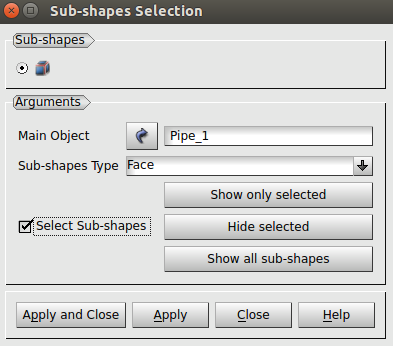 Sub-shapes Selection
Sub-shapes
Arguments
Main Object Pipe_1
Sub-shapes Type Face
Show only selected
Select Sub-shapes Hide selected
Show all sub-shapes
Apply and Close Apply Close Help